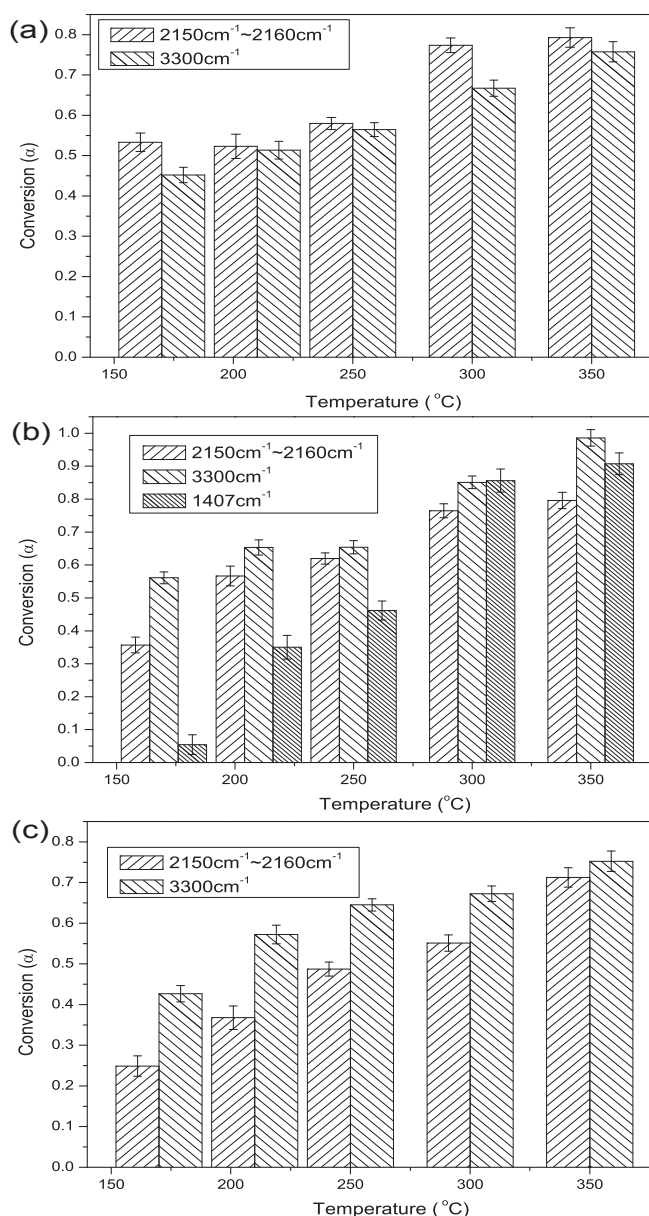 (a)
2150cm⁻¹~2160cm⁻¹
3300cm⁻¹
0.8
0.7
0.6
0.5
0.4
0.3
0.2
0.1
0.0
Conversion (α)
150 200 250 300 350
Temperature (°C)
(b)
2150cm⁻¹~2160cm⁻¹
3300cm⁻¹
1407cm⁻¹
1.0
0.9
0.8
0.7
0.6
0.5
0.4
0.3
0.2
0.1
0.0
Conversion (α)
150 200 250 300 350
Temperature (°C)
(c)
2150cm⁻¹~2160cm⁻¹
3300cm⁻¹
0.8
0.7
0.6
0.5
0.4
0.3
0.2
0.1
0.0
Conversion (α)
150 200 250 300 350
Temperature (°C)